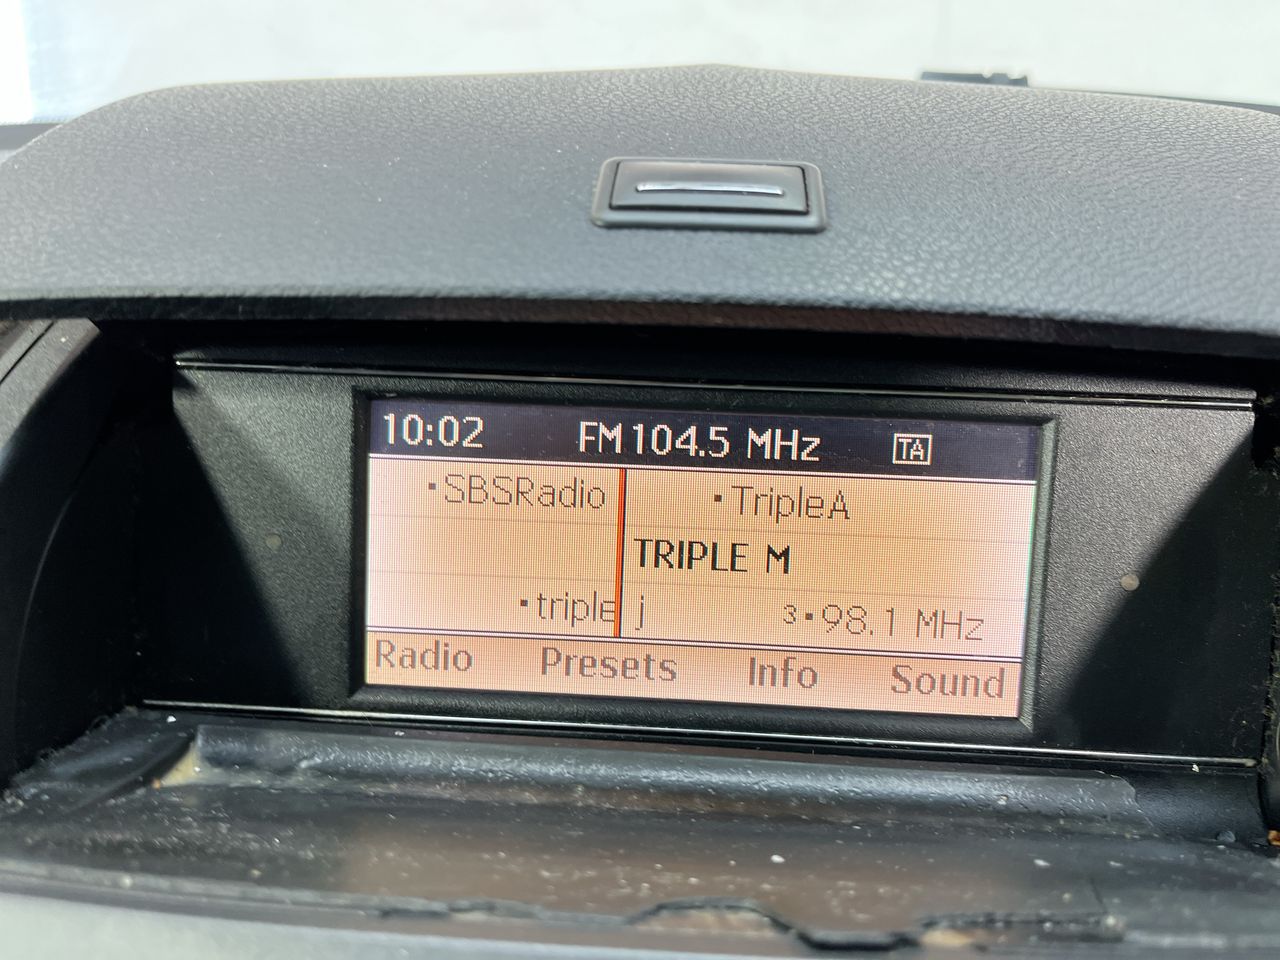 10:02 FM 104.5 MHz TA
▪SBSRadio ▪TripleA
TRIPLE M
▪triple j 3▪98.1 MHz
Radio Presets Info Sound